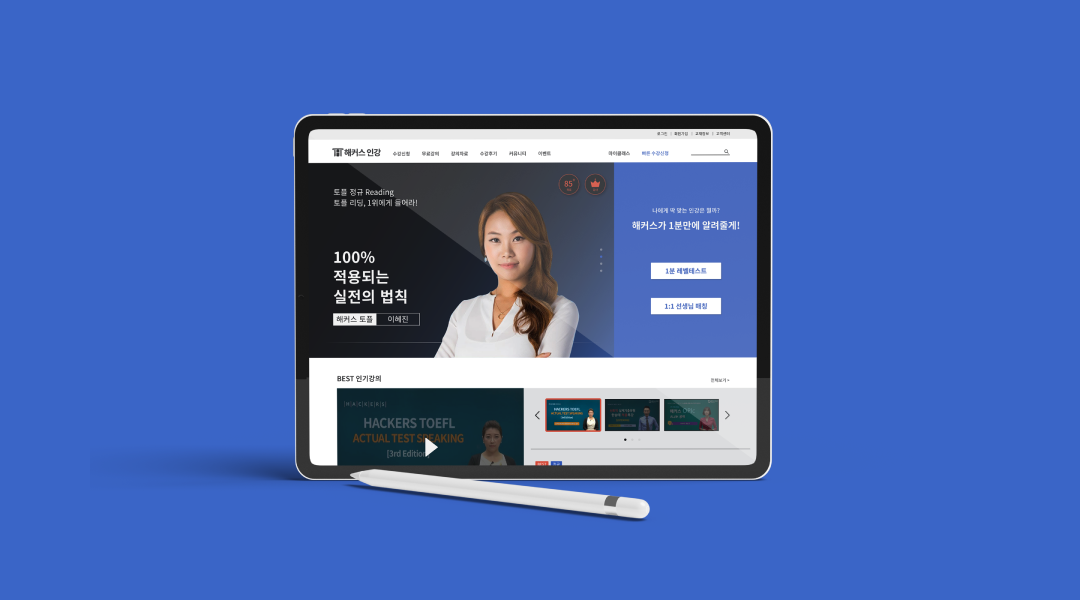 로그인 | 회원가입 | 교재정보 | 고객센터
해커스 인강 수강신청 무료강의 강의자료 수강후기 커뮤니티 이벤트 마이클래스 빠른 수강신청
토플 정규 Reading
토플 리딩, 1위에게 들어라!
85
100%
적용되는
실전의 법칙
해커스 토플 이혜진
나에게 딱 맞는 인강은 뭘까?
해커스가 1분만에 알려줄게!
1분 레벨테스트
1:1 선생님 매칭
BEST 인기강의
전체보기 >
HACKERS
HACKERS TOEFL
ACTUAL TEST SPEAKING
[3rd Edition]
HACKERS TOEFL
ACTUAL TEST SPEAKING